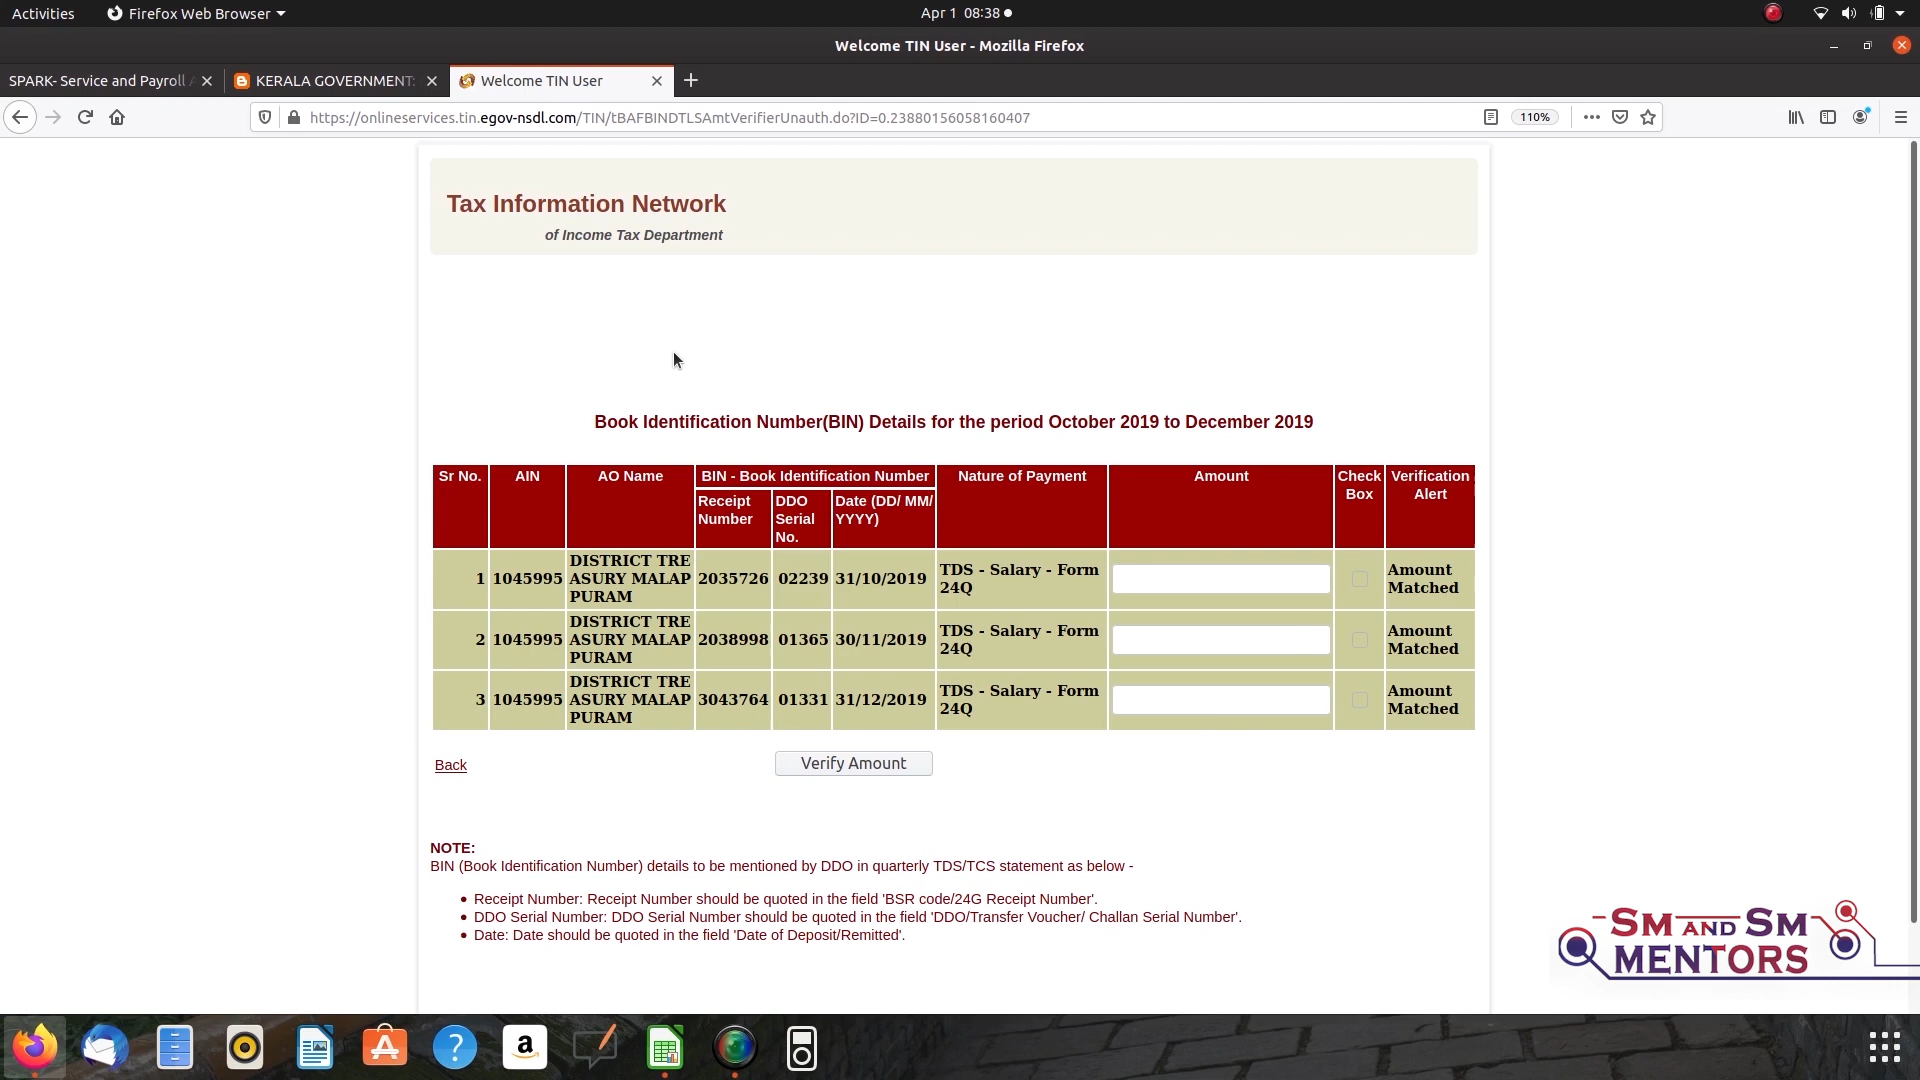 Activities
Firefox Web Browser
Apr 1 08:38
Welcome TIN User - Mozilla Firefox
SPARK- Service and Payroll
KERALA GOVERNMENT:
Welcome TIN User
https://onlineservices.tin.egov-nsdl.com/TIN/tBAFBINDTLSAmtVerifierUnauth.do?ID=0.23880156058160407
110%
Tax Information Network
of Income Tax Department
Book Identification Number(BIN) Details for the period October 2019 to December 2019
Sr No. AIN AO Name BIN - Book Identification Number Nature of Payment Amount Check Box Verification Alert
Receipt Number DDO Serial No. Date (DD/ MM/ YYYY)
1 1045995 DISTRICT TRE ASURY MALAP PURAM 2035726 02239 31/10/2019 TDS - Salary - Form 24Q Amount Matched
2 1045995 DISTRICT TRE ASURY MALAP PURAM 2038998 01365 30/11/2019 TDS - Salary - Form 24Q Amount Matched
3 1045995 DISTRICT TRE ASURY MALAP PURAM 3043764 01331 31/12/2019 TDS - Salary - Form 24Q Amount Matched
Back
Verify Amount
NOTE:
BIN (Book Identification Number) details to be mentioned by DDO in quarterly TDS/TCS statement as below -
Receipt Number: Receipt Number should be quoted in the field 'BSR code/24G Receipt Number'.
DDO Serial Number: DDO Serial Number should be quoted in the field 'DDO/Transfer Voucher/ Challan Serial Number'.
Date: Date should be quoted in the field 'Date of Deposit/Remitted'.
SM AND SM
MENTORS